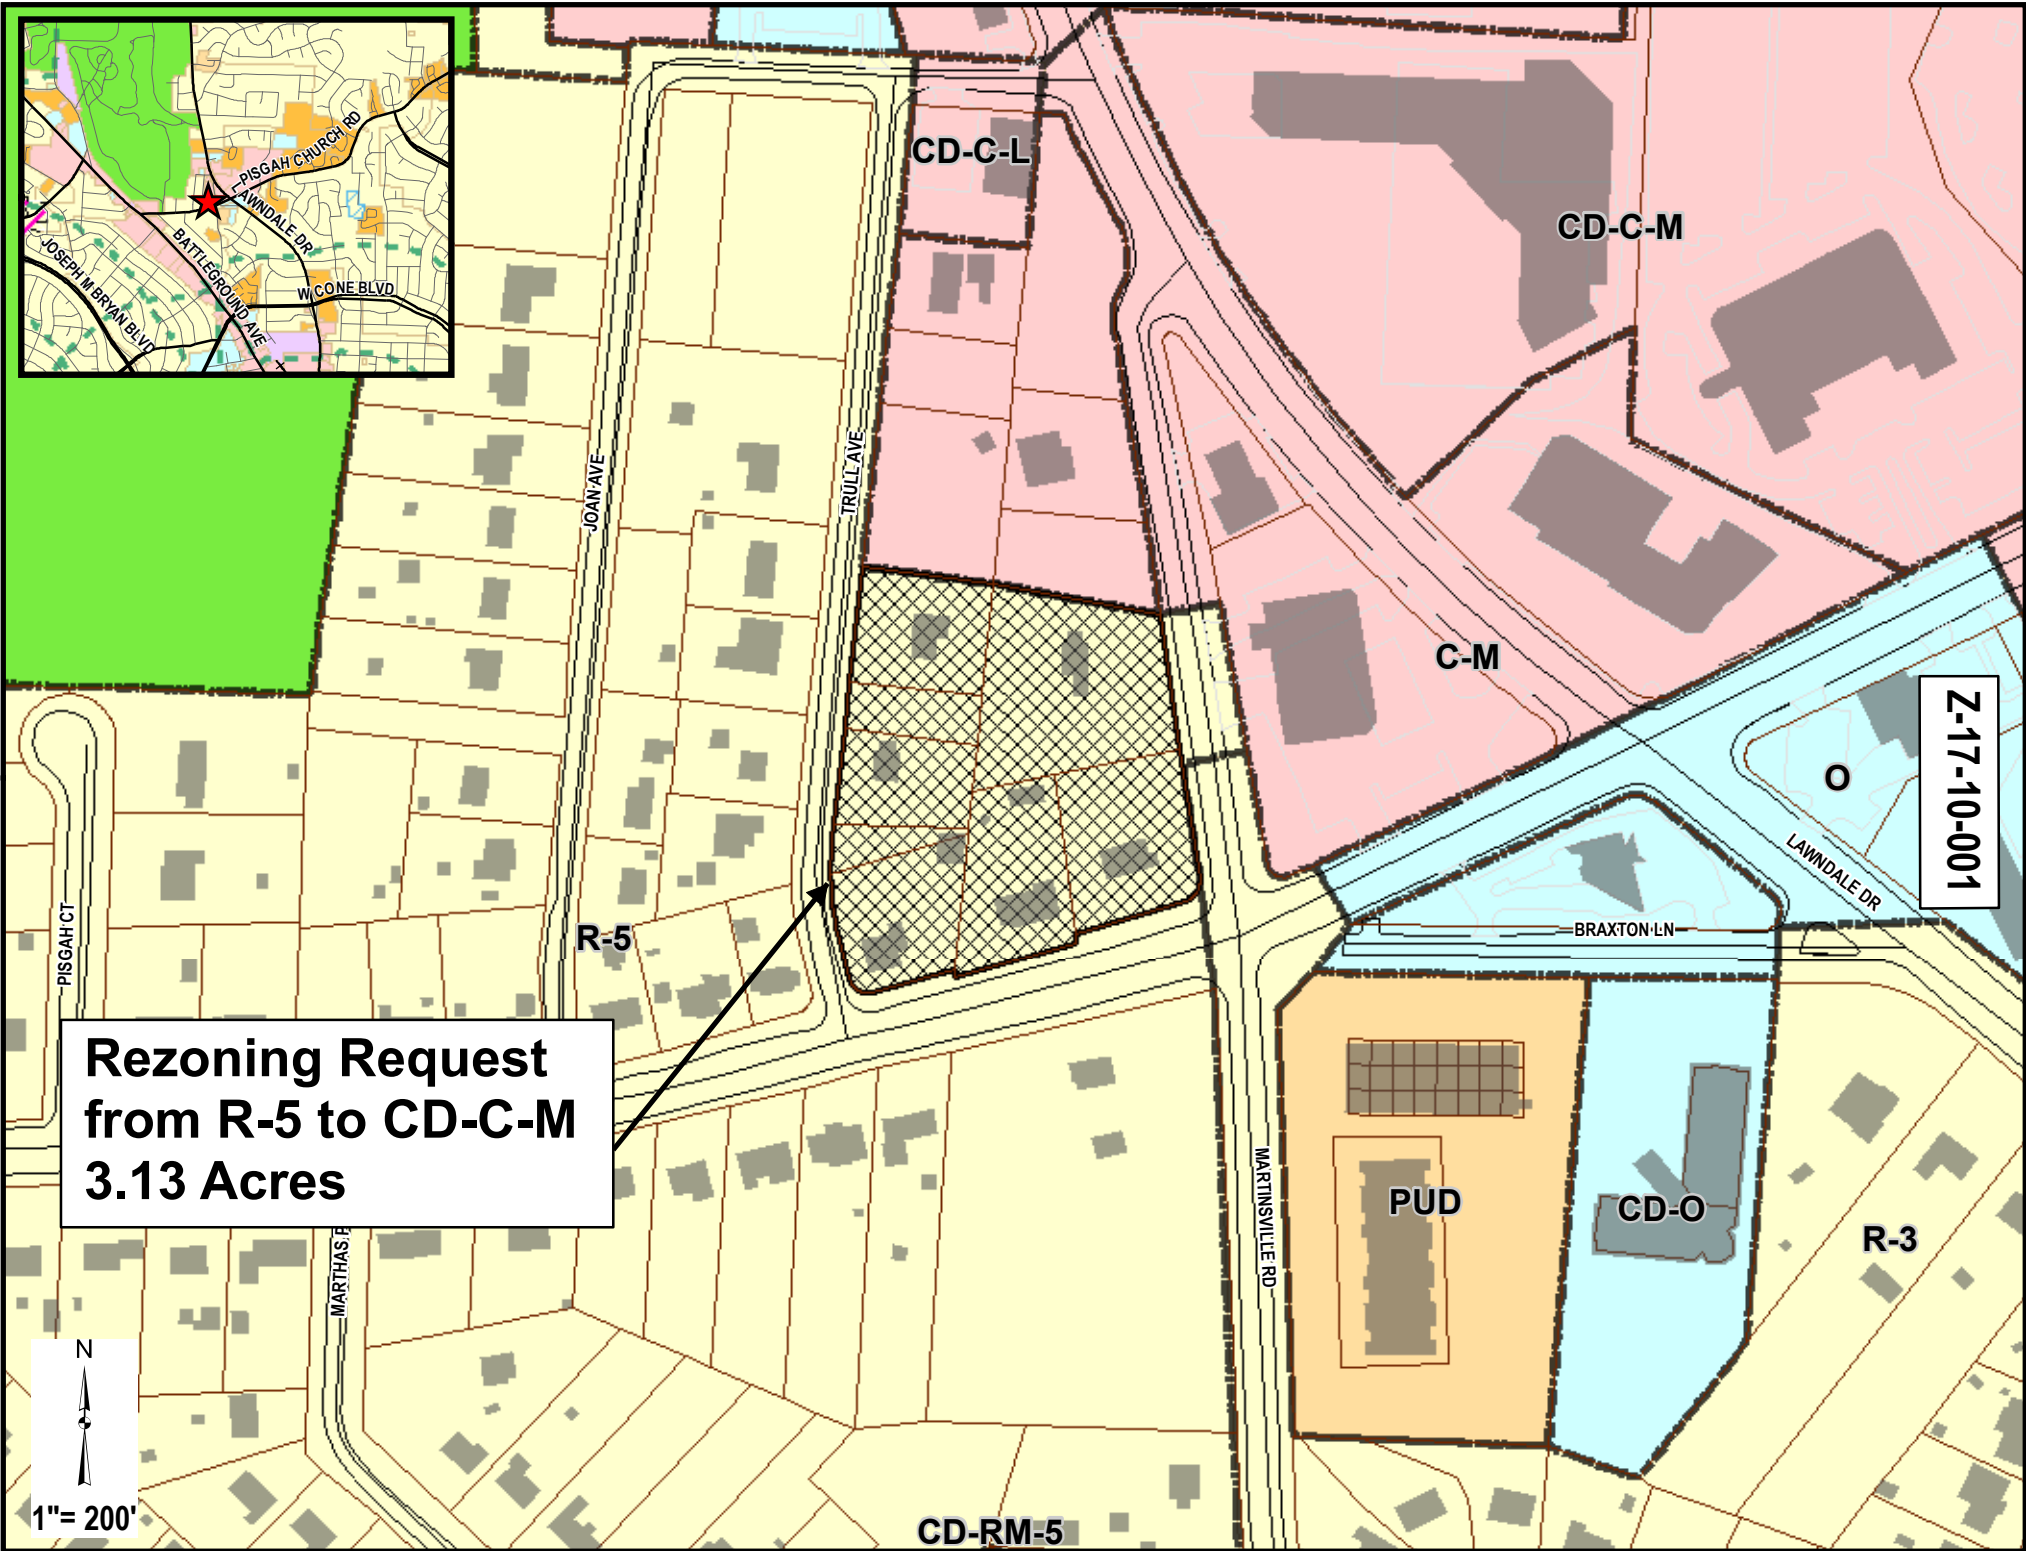 PISGAH CHURCH RD
LAWNDALE DR
BATTLEGROUND AVE
JOSEPH M BRYAN BLVD
W CONE BLVD
CD-C-L
CD-C-M
JOAN AVE
TRULL AVE
C-M
Z-17-10-001
O
LAWNDALE DR
BRAXTON LN
R-5
PISGAH CT
Rezoning Request
from R-5 to CD-C-M
3.13 Acres
MARTINSVILLE RD
PUD
CD-O
R-3
MARTHAS
N
1"= 200'
CD-RM-5